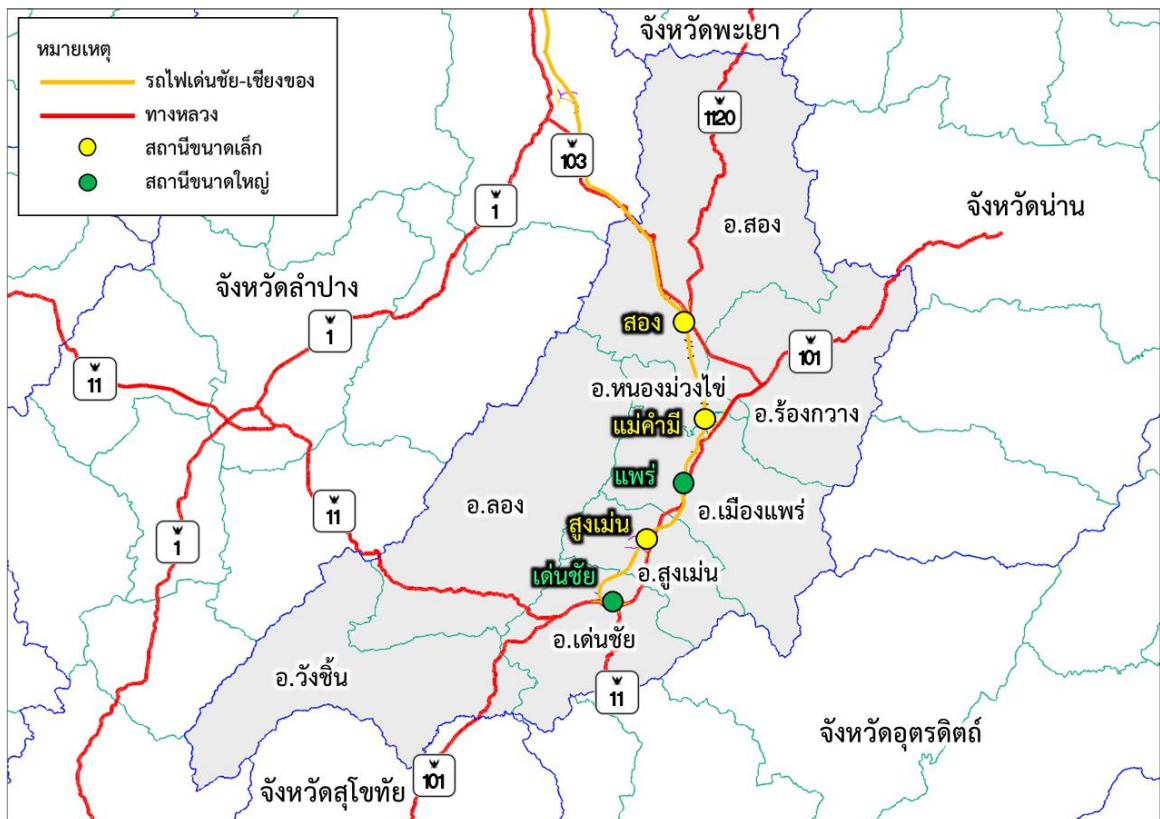 หมายเหตุ
รถไฟเด่นชัย-เชียงของ
ทางหลวง
สถานีขนาดเล็ก
สถานีขนาดใหญ่
จังหวัดพะเยา
1120
103
1
จังหวัดน่าน
อ.สอง
จังหวัดลำปาง
สอง
1
101
11
อ.หนองม่วงไข่
อ.ร้องกวาง
แม่คำมี
แพร่
อ.ลอง
อ.เมืองแพร่
11
สูงเม่น
1
เด่นชัย
อ.สูงเม่น
อ.เด่นชัย
อ.วังชิ้น
11
จังหวัดอุตรดิตถ์
101
จังหวัดสุโขทัย